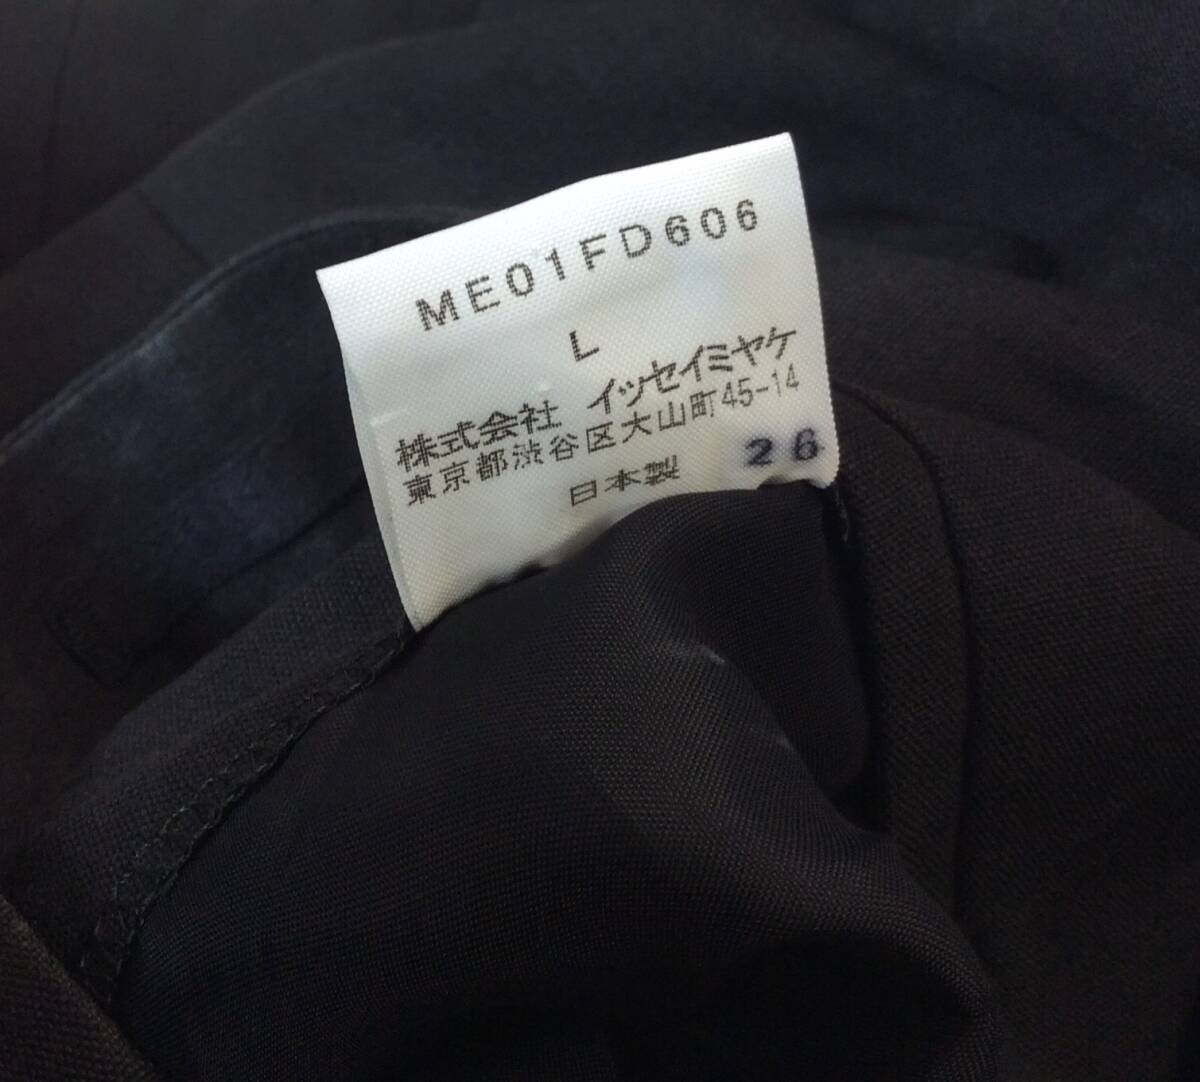 ME01FD606
L
株式会社 イッセイミヤケ
東京都渋谷区大山町45-14
日本製 26